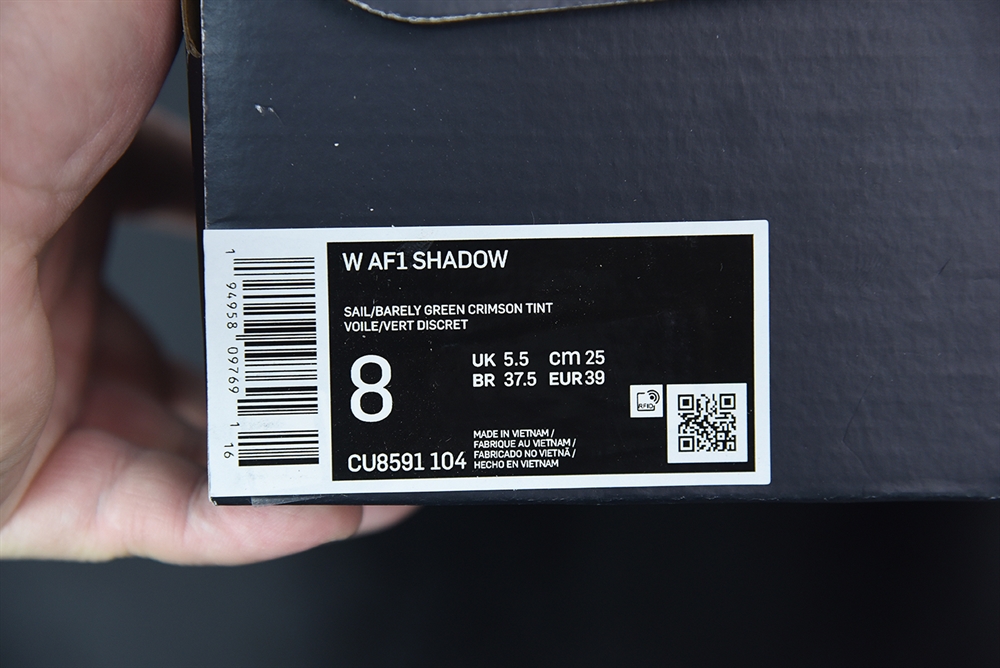 W AF1 SHADOW
SAIL/BARELY GREEN CRIMSON TINT
VOILE/VERT DISCRET
8
UK 5.5 cm 25
BR 37.5 EUR 39
CU8591 104
MADE IN VIETNAM /
FABRIQUE AU VIETNAM /
FABRICADO NO VIETNÃ /
HECHO EN VIETNAM
RFID
1 94958 09769 1 16